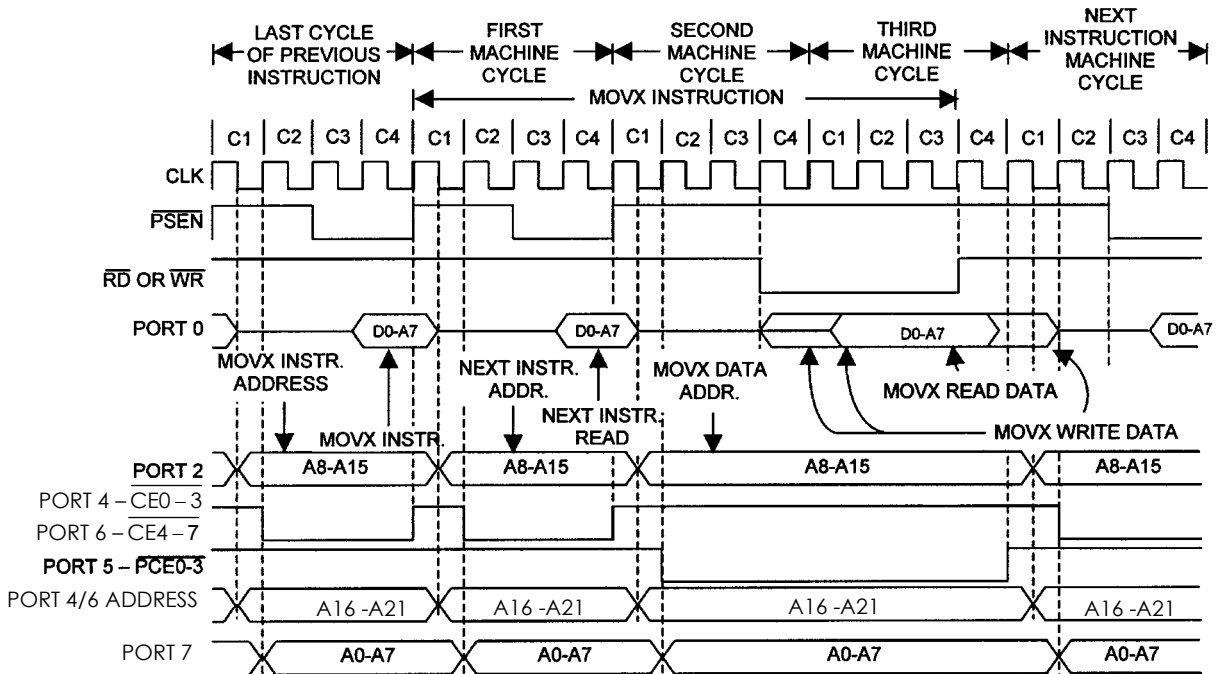 LAST CYCLE OF PREVIOUS INSTRUCTION
FIRST MACHINE CYCLE
SECOND MACHINE CYCLE
THIRD MACHINE CYCLE
NEXT INSTRUCTION MACHINE CYCLE
MOVX INSTRUCTION
C1 C2 C3 C4 C1 C2 C3 C4 C1 C2 C3 C4 C1 C2 C3 C4 C1 C2 C3 C4
CLK
PSEN
RD OR WR
PORT 0 D0-A7 D0-A7 D0-A7 D0-A7
MOVX INSTR. ADDRESS
MOVX INSTR.
NEXT INSTR. ADDR.
NEXT INSTR. READ
MOVX DATA ADDR.
MOVX READ DATA
MOVX WRITE DATA
PORT 2 A8-A15 A8-A15 A8-A15 A8-A15
PORT 4 – CE0 – 3
PORT 6 – CE4 – 7
PORT 5 – PCE0-3
PORT 4/6 ADDRESS A16 -A21 A16 -A21 A16 -A21 A16 -A21
PORT 7 A0-A7 A0-A7 A0-A7 A0-A7